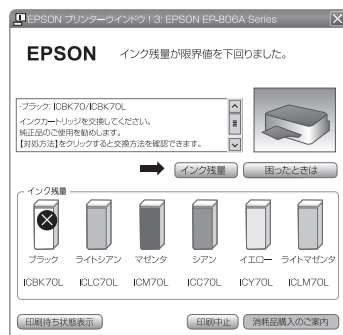 EPSON プリンターウインドウ!3: EPSON EP-806A Series
EPSON インク残量が限界値を下回りました。
・ブラック: ICBK70/ICBK70L
インクカートリッジを交換してください。
純正品のご使用を勧めします。
【対処方法】をクリックすると交換方法を確認できます。
インク残量 困ったときは
インク残量
ブラック ライトシアン マゼンタ シアン イエロー ライトマゼンタ
ICBK70L ICLC70L ICM70L ICC70L ICY70L ICLM70L
印刷待ち状態表示 印刷中止 消耗品購入のご案内